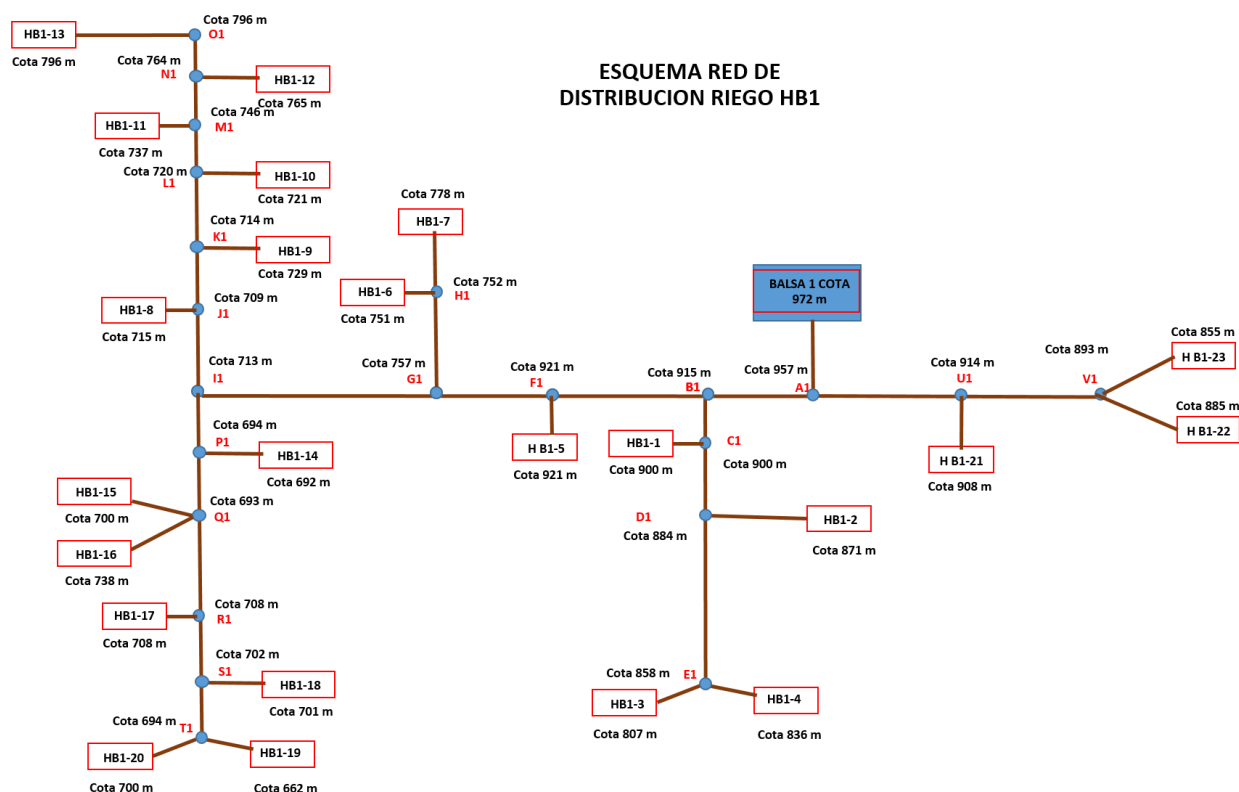 ESQUEMA RED DE
DISTRIBUCION RIEGO HB1
Cota 796 m
HB1-13
O1
Cota 796 m
Cota 764 m
N1
HB1-12
Cota 765 m
Cota 746 m
HB1-11
M1
Cota 737 m
Cota 720 m
L1
HB1-10
Cota 721 m
Cota 714 m
K1
HB1-9
Cota 729 m
Cota 709 m
HB1-8
J1
Cota 715 m
Cota 713 m
I1
Cota 778 m
HB1-7
Cota 752 m
HB1-6
H1
Cota 751 m
Cota 757 m
G1
Cota 921 m
F1
H B1-5
Cota 921 m
Cota 915 m
B1
BALSA 1 COTA
972 m
Cota 957 m
A1
Cota 914 m
U1
H B1-21
Cota 908 m
Cota 893 m
V1
Cota 855 m
H B1-23
Cota 885 m
H B1-22
HB1-1
C1
Cota 900 m
Cota 900 m
D1
HB1-2
Cota 884 m
Cota 871 m
Cota 858 m
E1
HB1-3
HB1-4
Cota 807 m
Cota 836 m
Cota 694 m
P1
HB1-14
Cota 692 m
HB1-15
Cota 693 m
Cota 700 m
Q1
HB1-16
Cota 738 m
Cota 708 m
HB1-17
R1
Cota 708 m
Cota 702 m
S1
HB1-18
Cota 701 m
Cota 694 m
T1
HB1-20
HB1-19
Cota 700 m
Cota 662 m